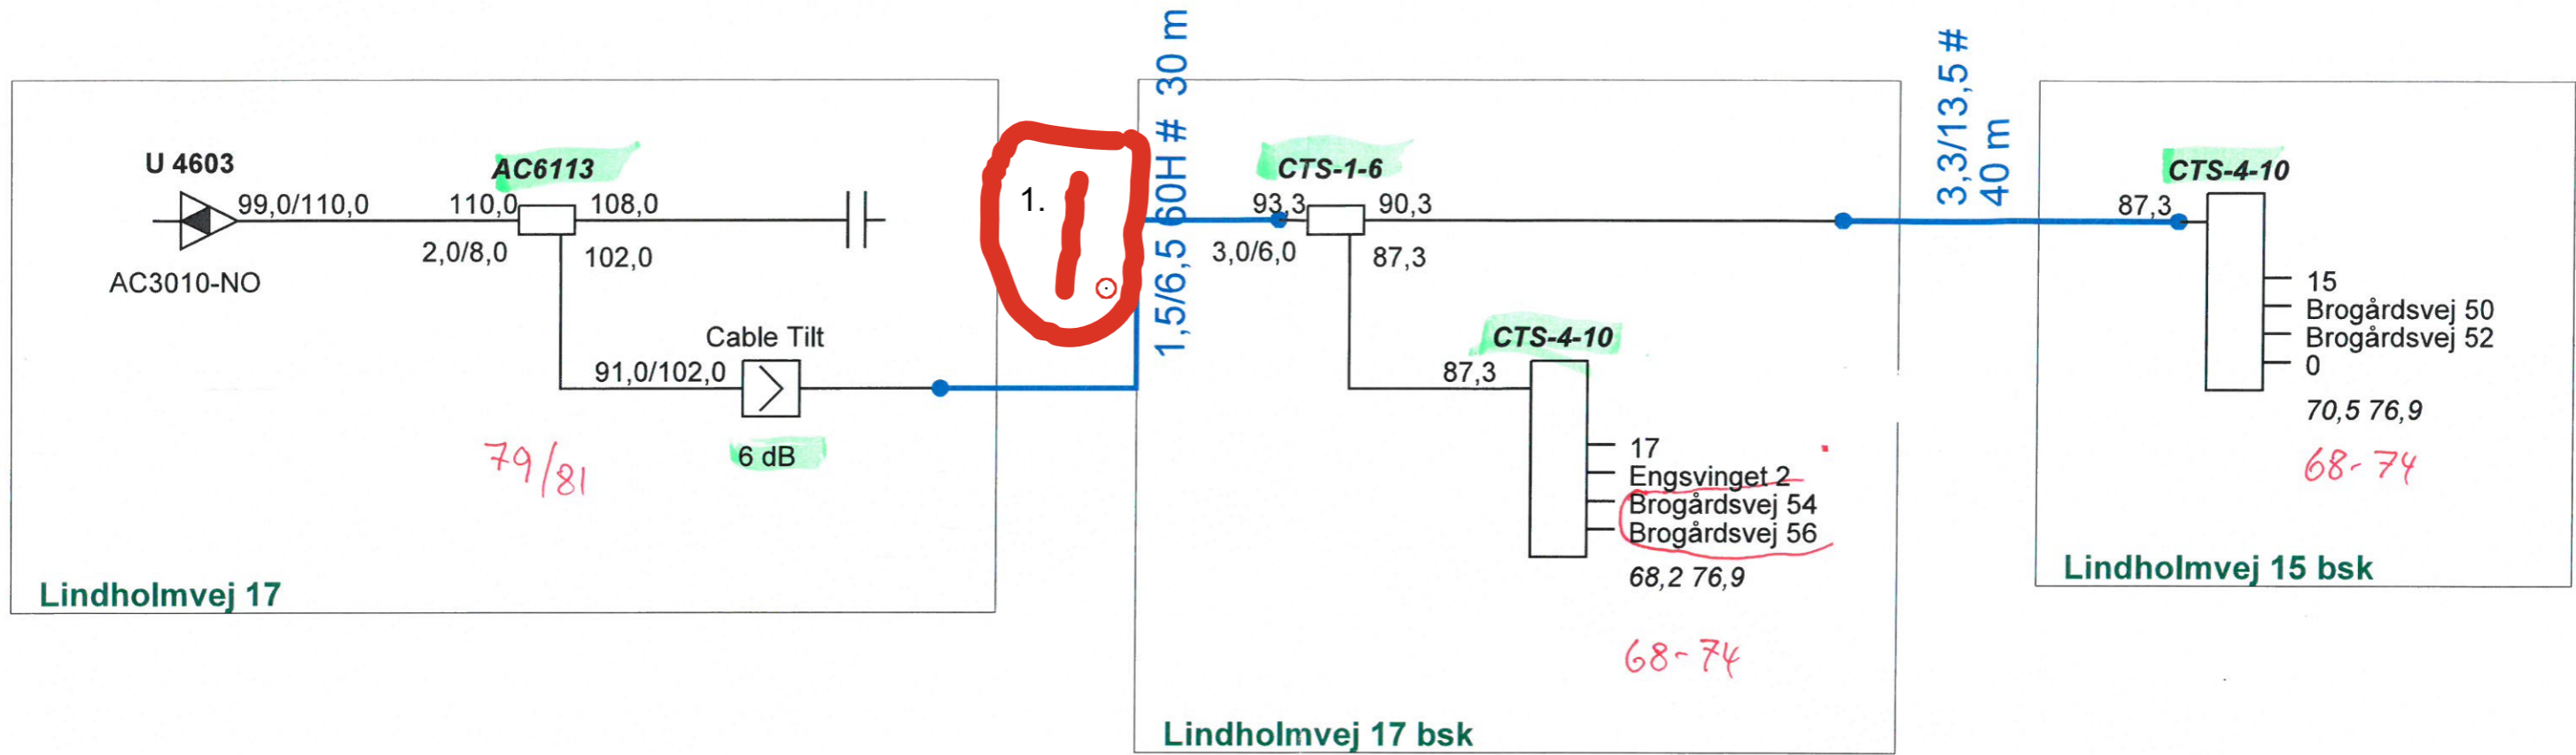 U 4603
99,0/110,0
AC3010-NO
AC6113
110,0
108,0
2,0/8,0
102,0
Cable Tilt
91,0/102,0
6 dB
79/81
Lindholmvej 17
1.
1
1,5/6,5 60H # 30 m
CTS-1-6
93,3
90,3
3,0/6,0
87,3
CTS-4-10
87,3
17
Engsvinget 2
Brogårdsvej 54
Brogårdsvej 56
68,2 76,9
68-74
Lindholmvej 17 bsk
3,3/13,5 #
40 m
CTS-4-10
87,3
15
Brogårdsvej 50
Brogårdsvej 52
0
70,5 76,9
68-74
Lindholmvej 15 bsk